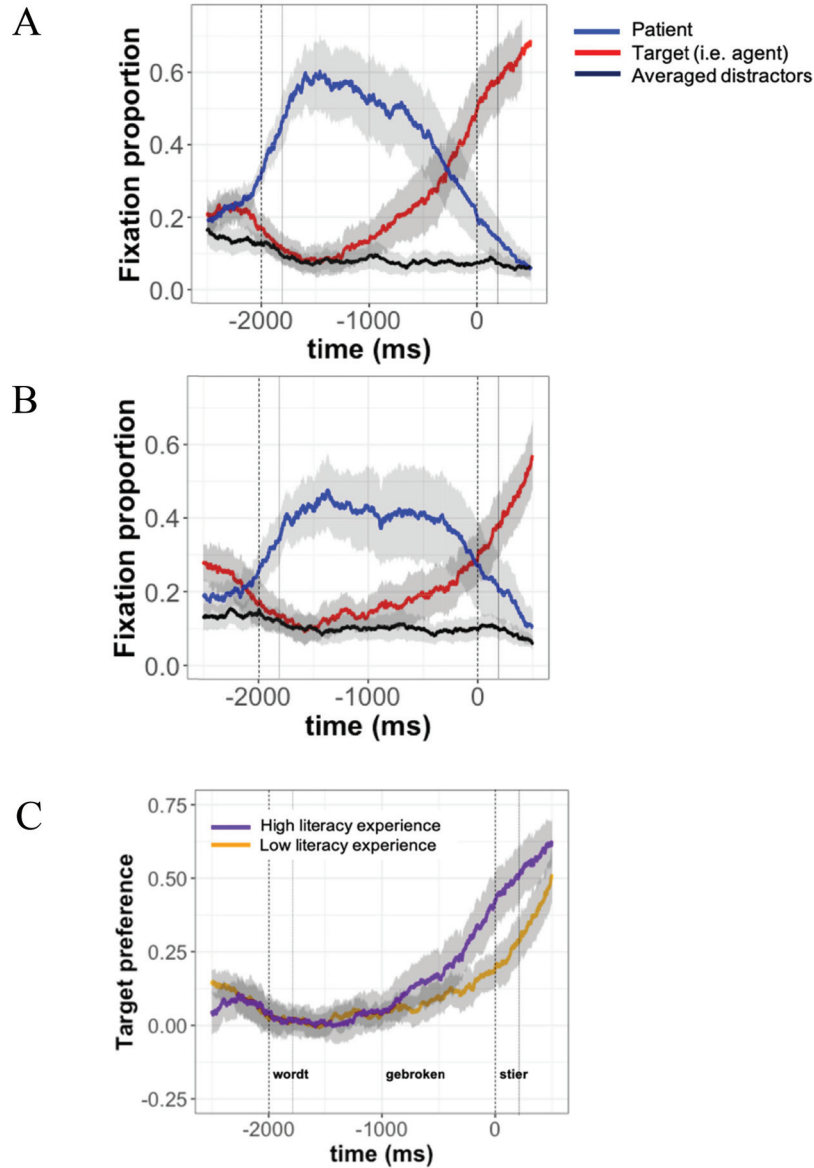 A
Patient
Target (i.e. agent)
Averaged distractors
Fixation proportion
0.6
0.4
0.2
0.0
-2000
-1000
0
time (ms)
B
Fixation proportion
0.6
0.4
0.2
0.0
-2000
-1000
0
time (ms)
C
High literacy experience
Low literacy experience
Target preference
0.75
0.50
0.25
0.00
-0.25
wordt gebroken stier
-2000
-1000
0
time (ms)